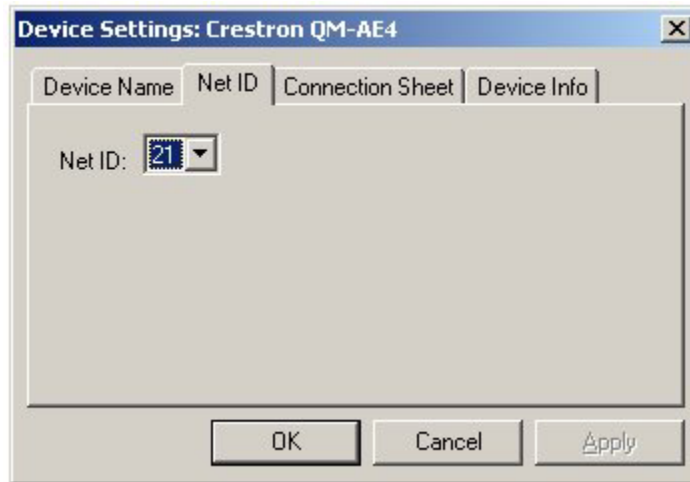 Device Settings: Crestron QM-AE4
Device Name Net ID Connection Sheet Device Info
Net ID: 21
OK Cancel Apply